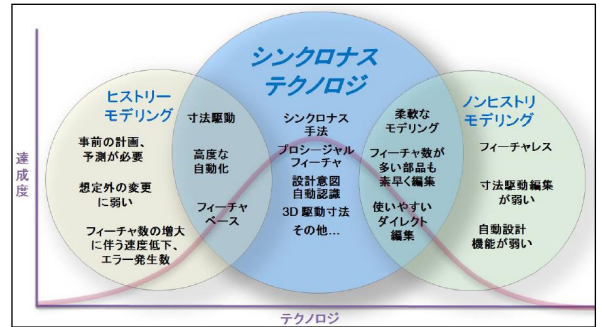 シンクロナス
テクノロジ
ヒストリー
モデリング
事前の計画、
予測が必要
想定外の変更
に弱い
フィーチャ数の増大
に伴う速度低下、
エラー発生数
寸法駆動
高度な
自動化
フィーチャ
ベース
シンクロナス
手法
プロシージャル
フィーチャ
設計意図
自動認識
3D 駆動寸法
その他…
柔軟な
モデリング
フィーチャ数が
多い部品も
素早く編集
使いやすい
ダイレクト
編集
ノンヒストリ
モデリング
フィーチャレス
寸法駆動編集
が弱い
自動設計
機能が弱い
達成度
テクノロジ